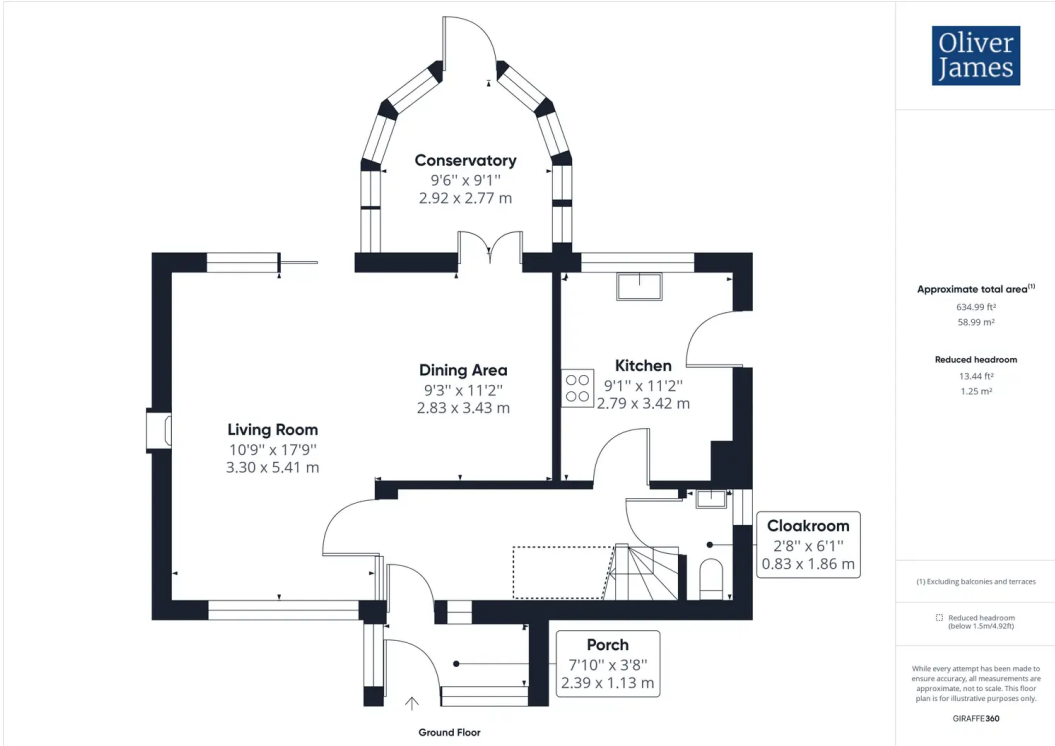 Conservatory
9'6" x 9'1"
2.92 x 2.77 m
Dining Area
9'3" x 11'2"
2.83 x 3.43 m
Kitchen
9'1" x 11'2"
2.79 x 3.42 m
Living Room
10'9" x 17'9"
3.30 x 5.41 m
Cloakroom
2'8" x 6'1"
0.83 x 1.86 m
Porch
7'10" x 3'8"
2.39 x 1.13 m
Ground Floor
Oliver
James
Approximate total area(1)
634.99 ft²
58.99 m²
Reduced headroom
13.44 ft²
1.25 m²
(1) Excluding balconies and terraces
Reduced headroom
(below 1.5m/4.92ft)
While every attempt has been made to
ensure accuracy, all measurements are
approximate, not to scale. This floor
plan is for illustrative purposes only.
GIRAFFE360